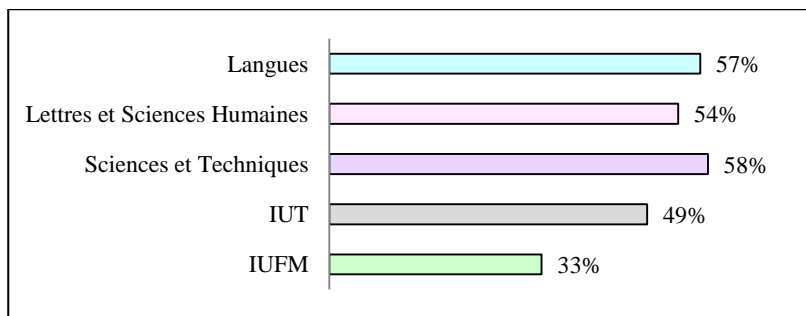 Langues 57%
Lettres et Sciences Humaines 54%
Sciences et Techniques 58%
IUT 49%
IUFM 33%